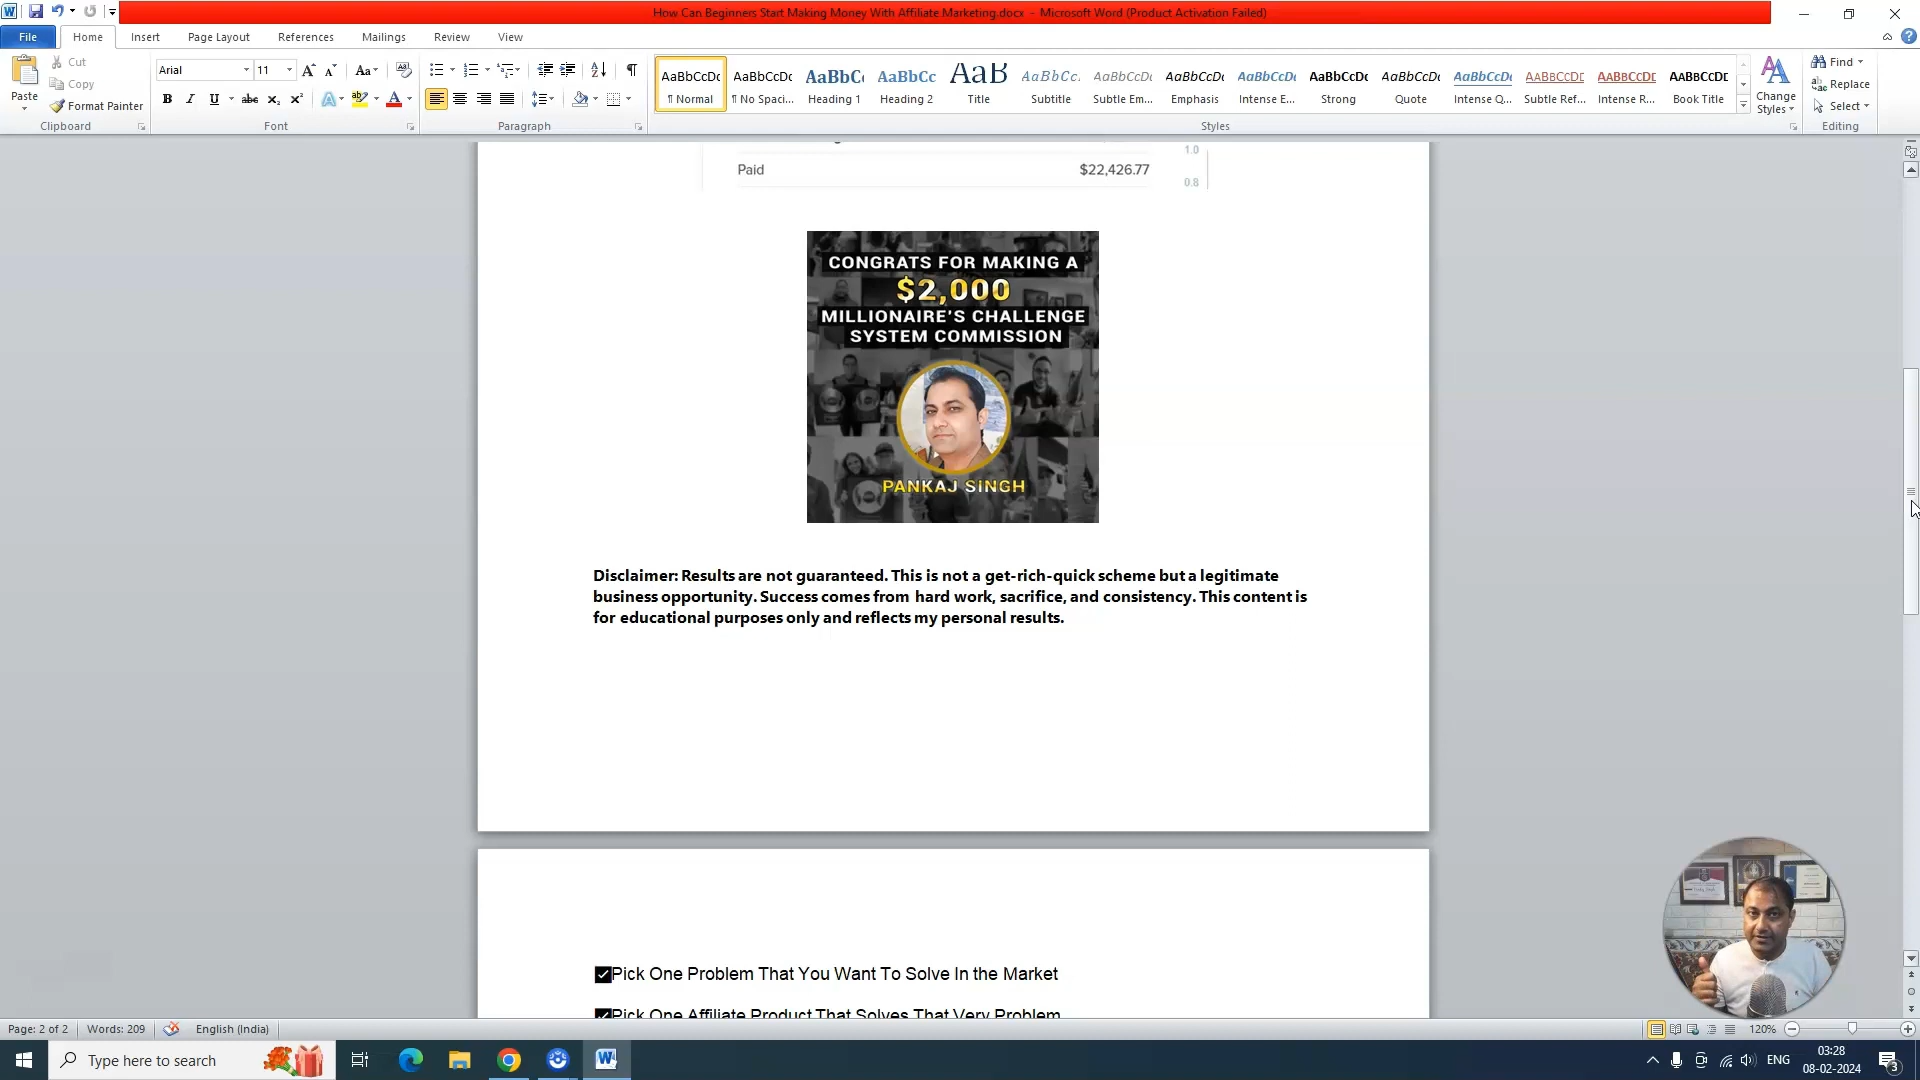 How Can Beginners Start Making Money With Affiliate Marketing.docx - Microsoft Word (Product Activation Failed)
File Home Insert Page Layout References Mailings Review View
Paste
Cut
Copy
Format Painter
Clipboard
Arial 11
Font
Paragraph
AaBbCcDc AaBbCcDc AaBbC AaBbCc AaB AaBbCc. AaBbCcDc AaBbCcDc AaBbCcDc AaBbCcDc AaBbCcDc AaBbCcDc AABBCCDE AABBCCDE AABBCCDE
¶ Normal ¶ No Spaci... Heading 1 Heading 2 Title Subtitle Subtle Em... Emphasis Intense E... Strong Quote Intense Q... Subtle Ref... Intense R... Book Title
Styles
Change Styles
Find
Replace
Select
Editing
Paid $22,426.77
1.0
0.8
CONGRATS FOR MAKING A
$2,000
MILLIONAIRE'S CHALLENGE
SYSTEM COMMISSION
PANKAJ SINGH
Disclaimer: Results are not guaranteed. This is not a get-rich-quick scheme but a legitimate
business opportunity. Success comes from hard work, sacrifice, and consistency. This content is
for educational purposes only and reflects my personal results.
Pick One Problem That You Want To Solve In the Market
Pick One Affiliate Product That Solves That Very Problem
Page: 2 of 2 Words: 209 English (India) 120%
Type here to search
ENG
03:28
08-02-2024
3